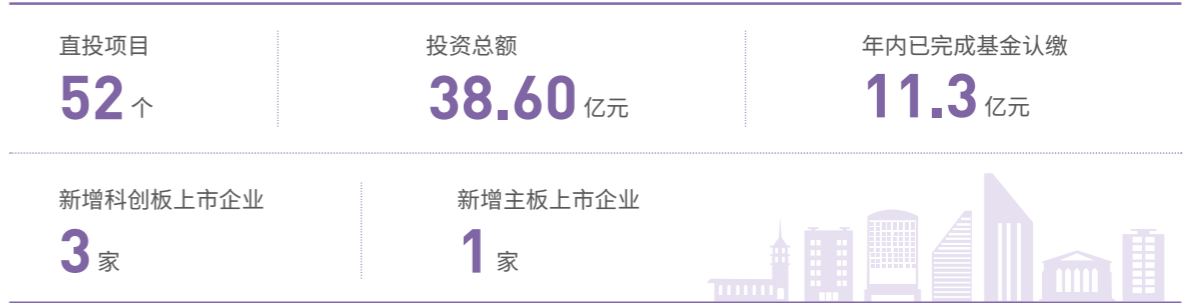 直投项目
52 个
投资总额
38.60 亿元
年内已完成基金认缴
11.3 亿元
新增科创板上市企业
3 家
新增主板上市企业
1 家